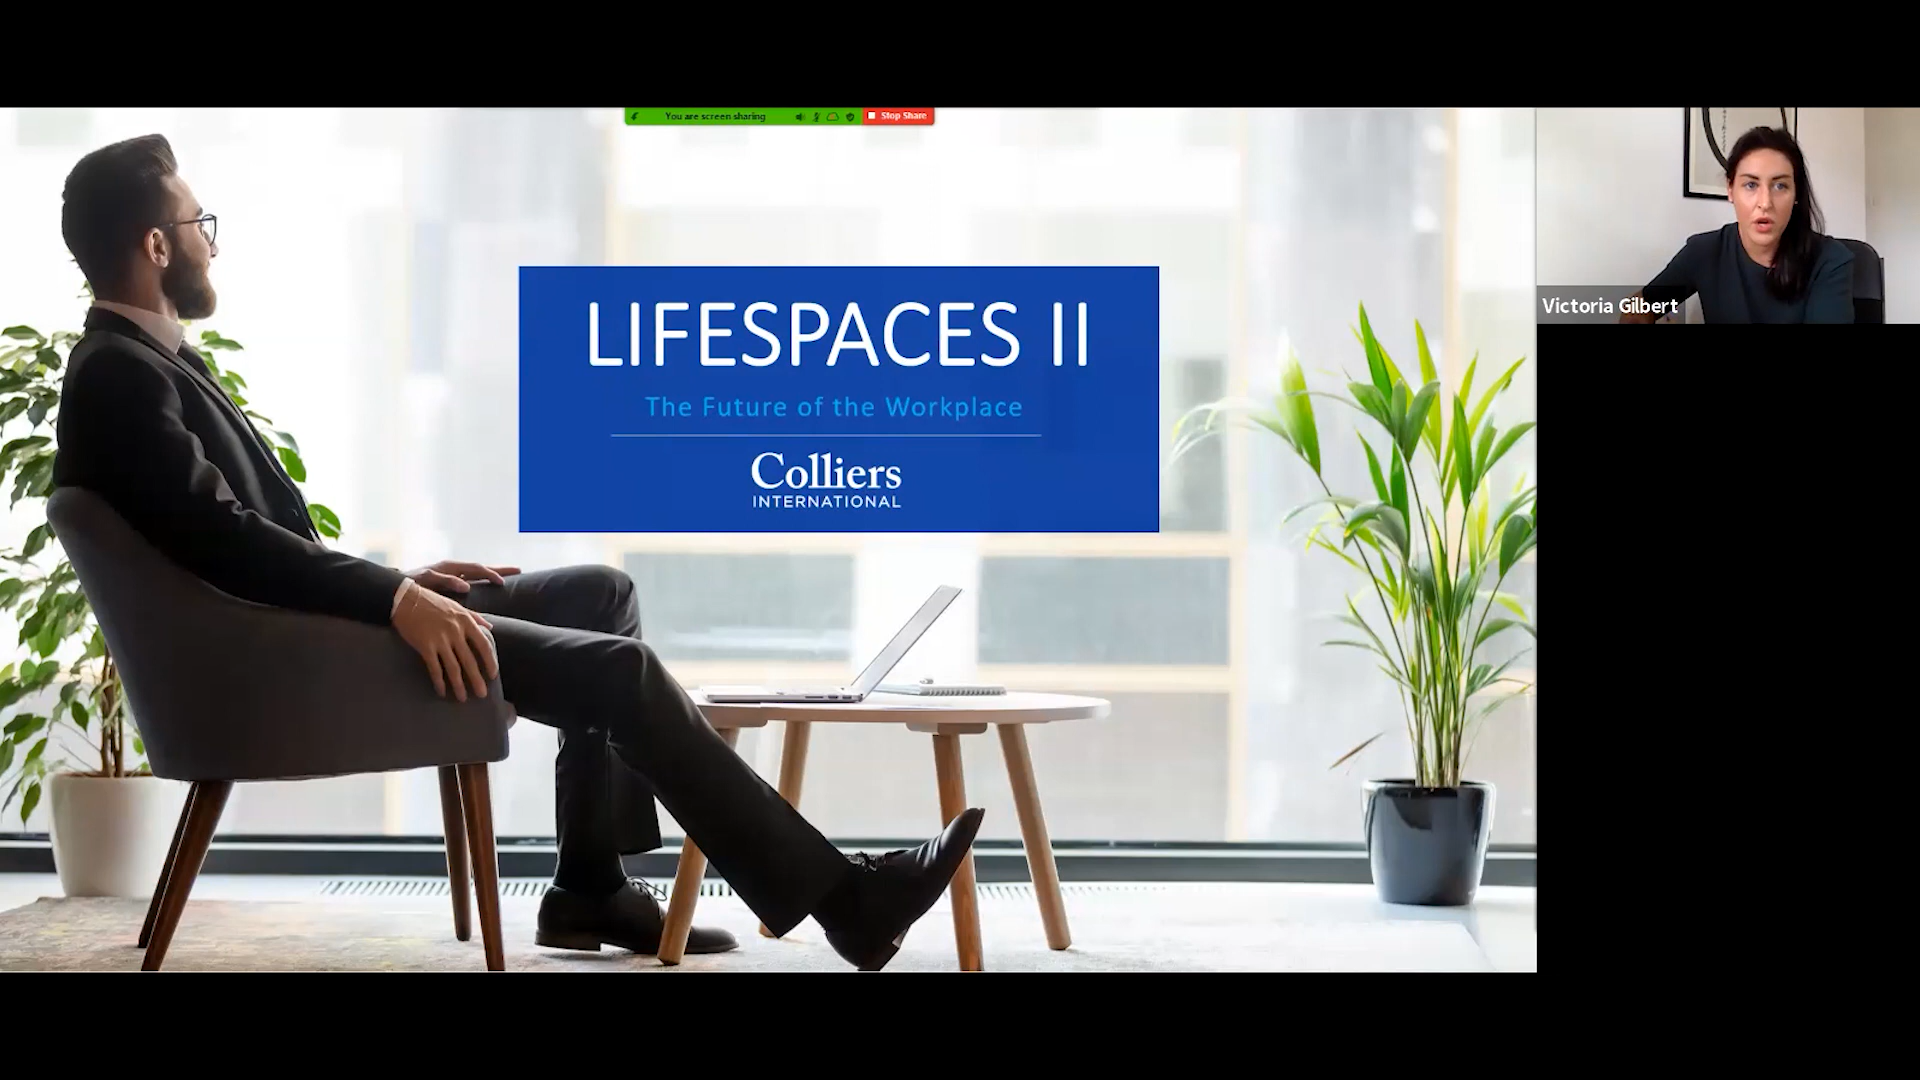 You are screen sharing
Stop Share
LIFESPACES II
The Future of the Workplace
Colliers
INTERNATIONAL
Victoria Gilbert